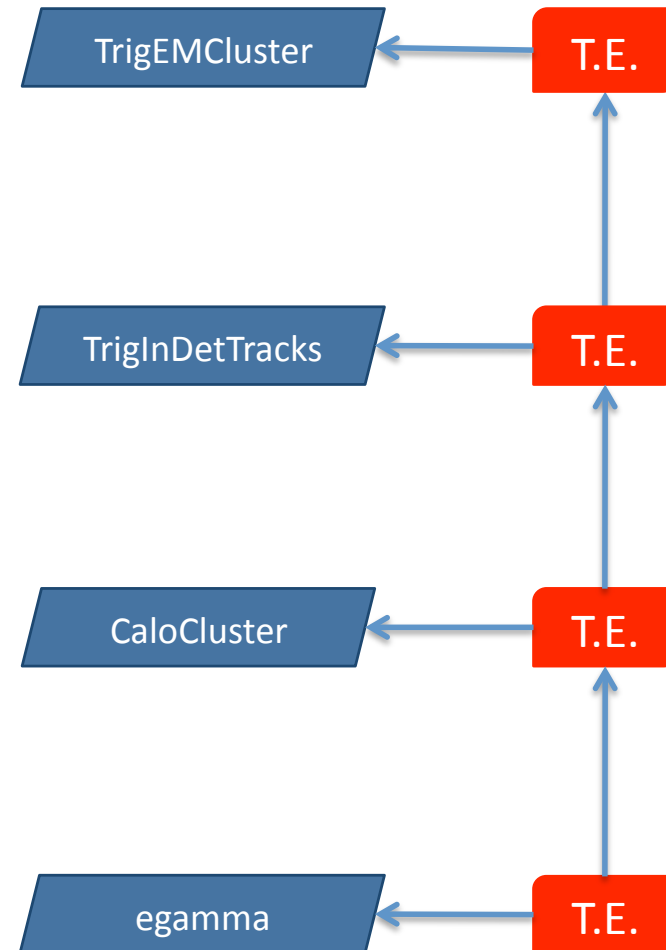 TrigEMCluster
T.E.
TrigInDetTracks
T.E.
CaloCluster
T.E.
egamma
T.E.